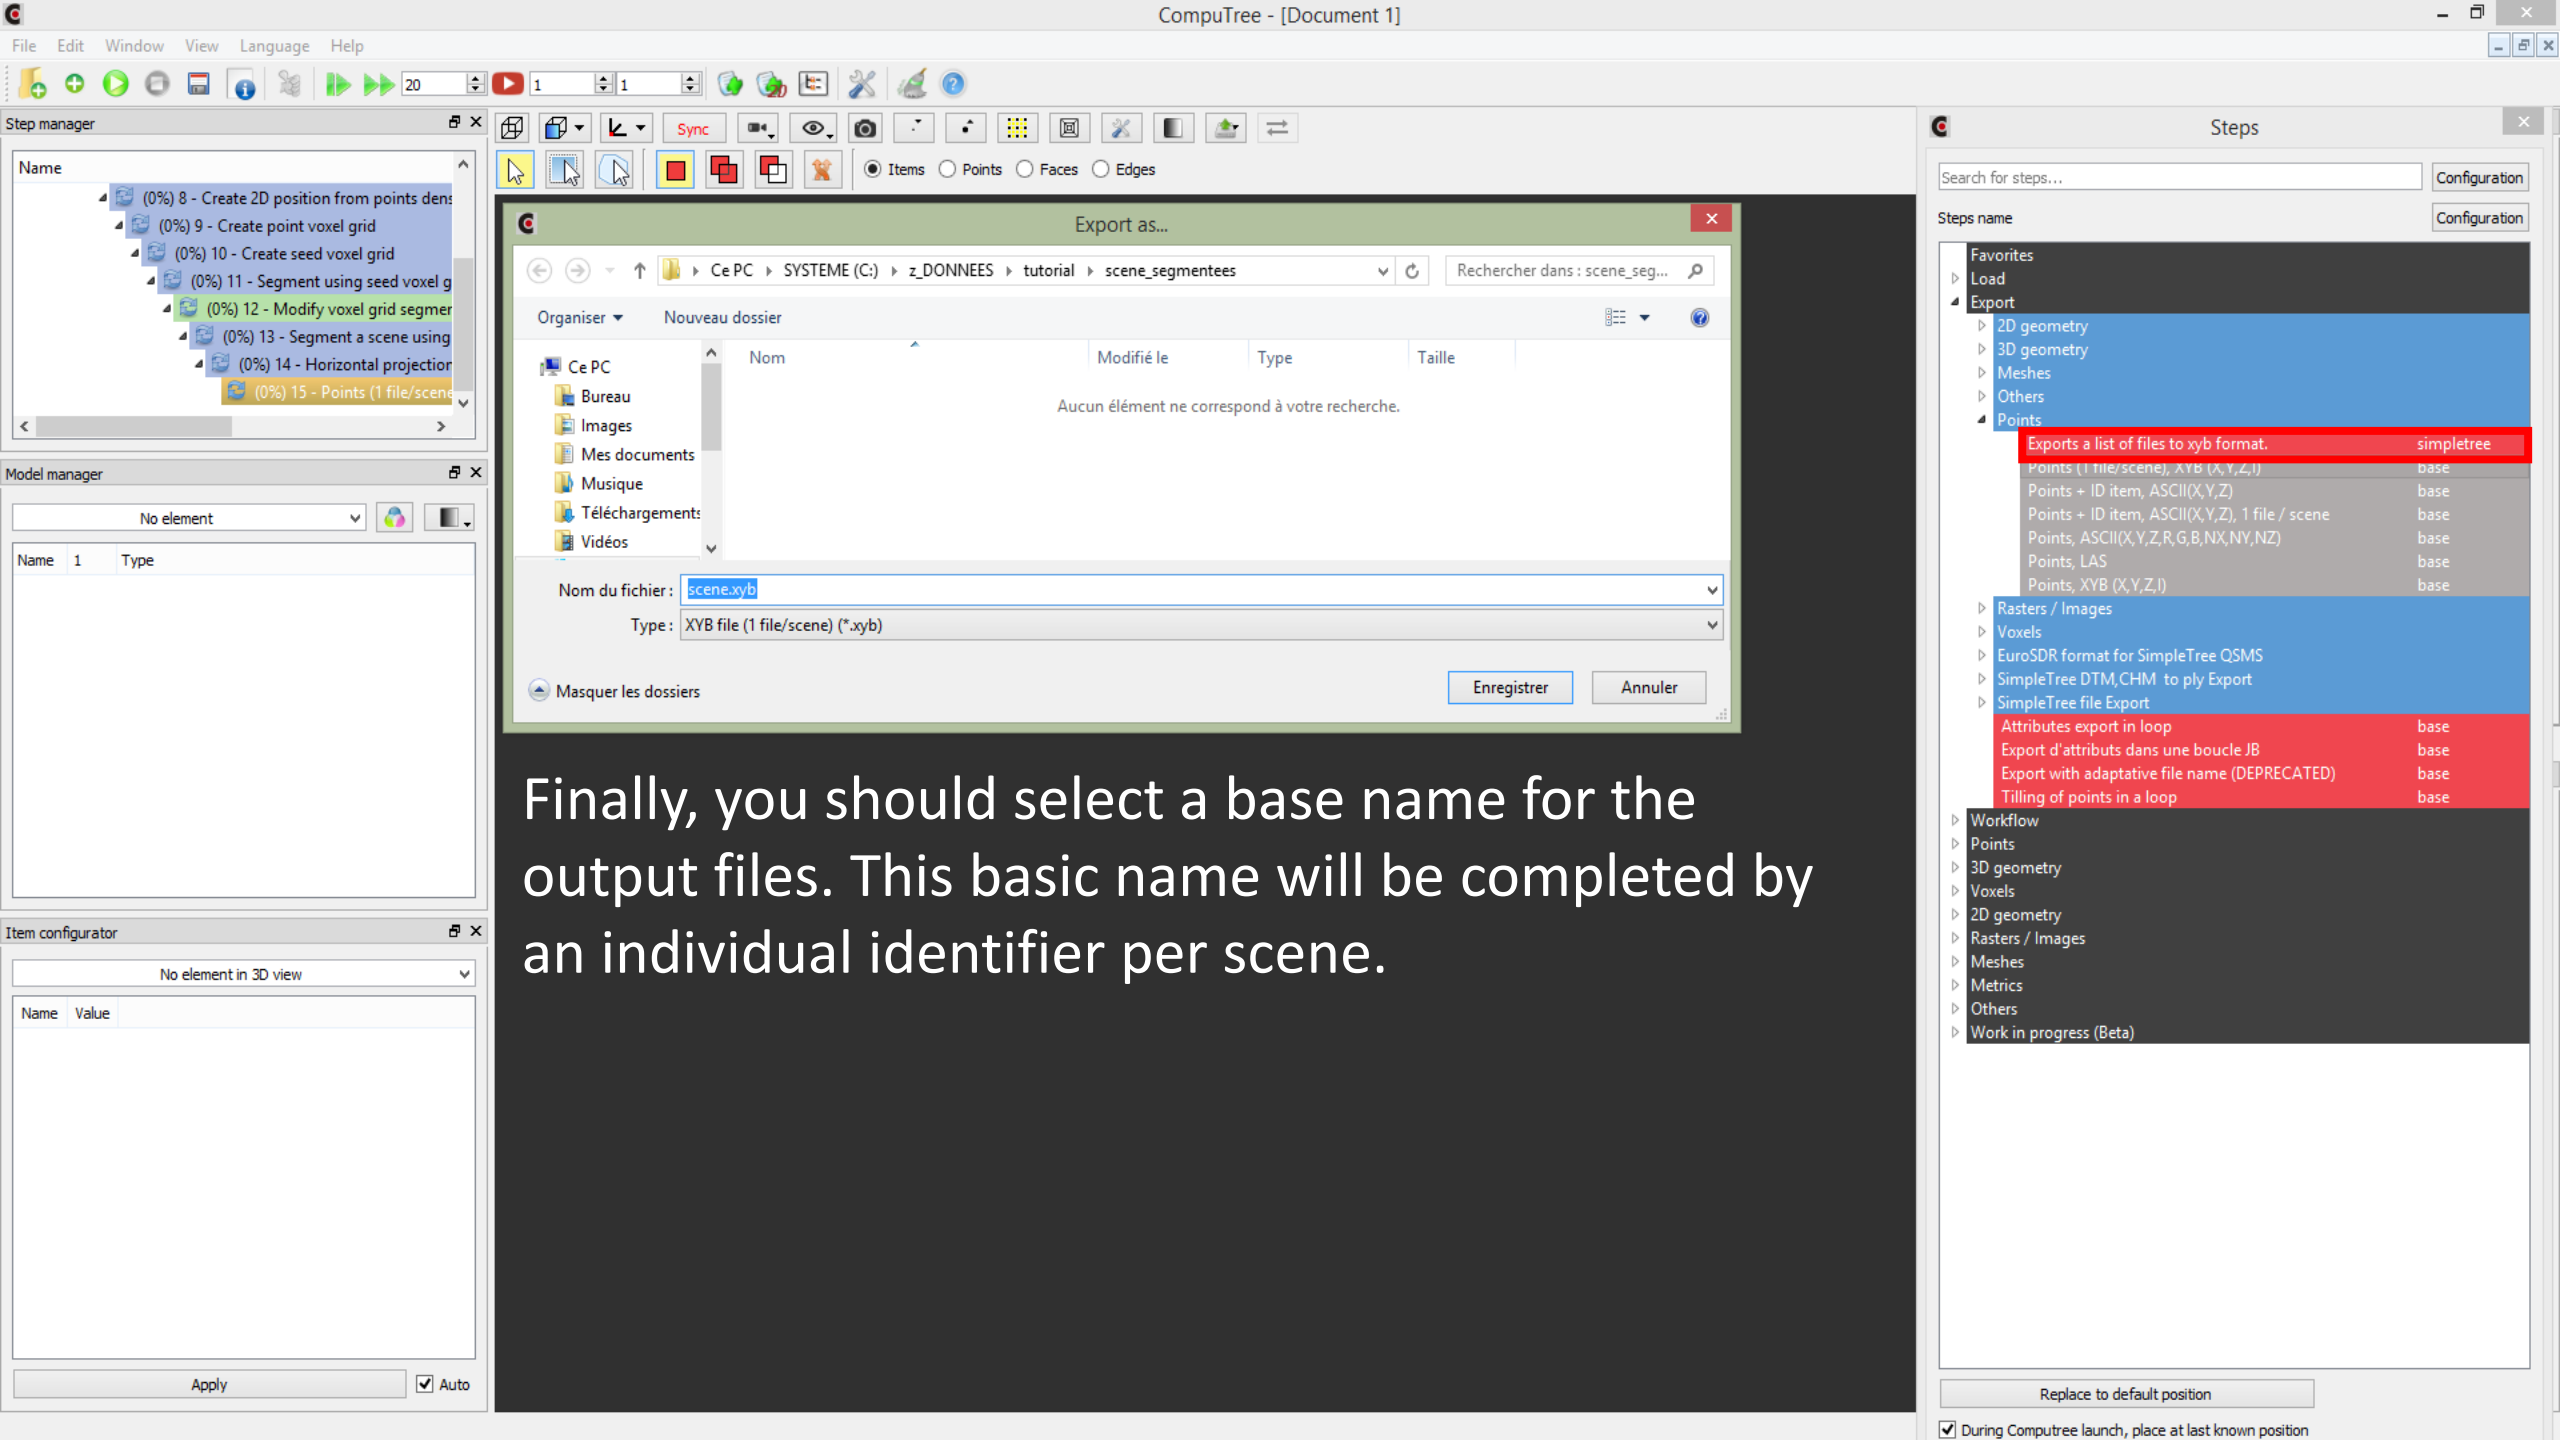 CompuTree - [Document 1]
File Edit Window View Language Help
20 1 1
Step manager
Name
(0%) 8 - Create 2D position from points dens
(0%) 9 - Create point voxel grid
(0%) 10 - Create seed voxel grid
(0%) 11 - Segment using seed voxel g
(0%) 12 - Modify voxel grid segmen
(0%) 13 - Segment a scene using
(0%) 14 - Horizontal projection
(0%) 15 - Points (1 file/scene
Model manager
No element
Name 1 Type
Item configurator
No element in 3D view
Name Value
Apply Auto
Sync
Items Points Faces Edges
Export as...
Ce PC SYSTEME (C:) z_DONNEES tutorial scene_segmentees
Rechercher dans : scene_seg...
Organiser Nouveau dossier
Nom Modifié le Type Taille
Aucun élément ne correspond à votre recherche.
Ce PC
Bureau
Images
Mes documents
Musique
Téléchargements
Vidéos
Nom du fichier : scene.xyb
Type : XYB file (1 file/scene) (*.xyb)
Masquer les dossiers
Enregistrer Annuler
Finally, you should select a base name for the
output files. This basic name will be completed by
an individual identifier per scene.
Steps
Search for steps... Configuration
Steps name Configuration
Favorites
Load
Export
2D geometry
3D geometry
Meshes
Others
Points
Exports a list of files to xyb format. simpletree
Points (1 file/scene), XYB (X,Y,Z,I) base
Points + ID item, ASCII(X,Y,Z) base
Points + ID item, ASCII(X,Y,Z), 1 file / scene base
Points, ASCII(X,Y,Z,R,G,B,NX,NY,NZ) base
Points, LAS base
Points, XYB (X,Y,Z,I) base
Rasters / Images
Voxels
EuroSDR format for SimpleTree QSMS
SimpleTree DTM,CHM to ply Export
SimpleTree file Export
Attributes export in loop base
Export d'attributs dans une boucle JB base
Export with adaptative file name (DEPRECATED) base
Tilling of points in a loop base
Workflow
Points
3D geometry
Voxels
2D geometry
Rasters / Images
Meshes
Metrics
Others
Work in progress (Beta)
Replace to default position
During Computree launch, place at last known position